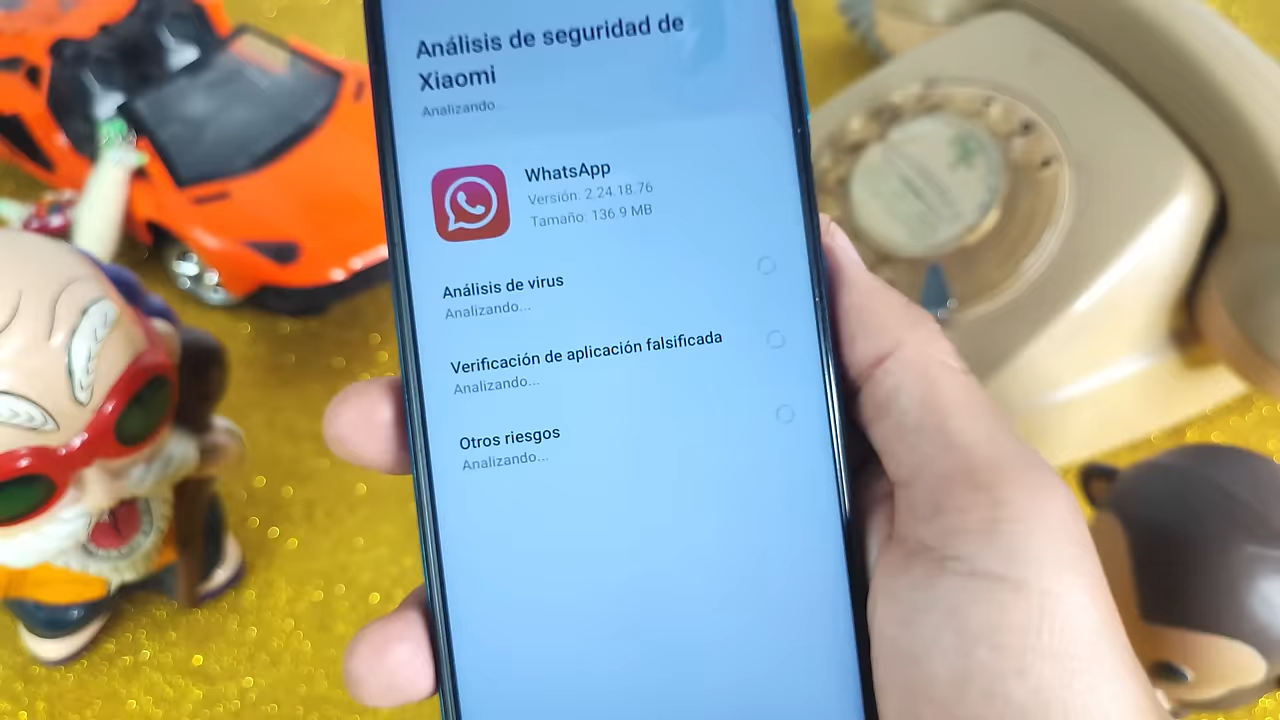 Análisis de seguridad de
Xiaomi
Analizando
WhatsApp
Versión: 2.24.18.76
Tamaño: 136.9 MB
Análisis de virus
Analizando...
Verificación de aplicación falsificada
Analizando...
Otros riesgos
Analizando...